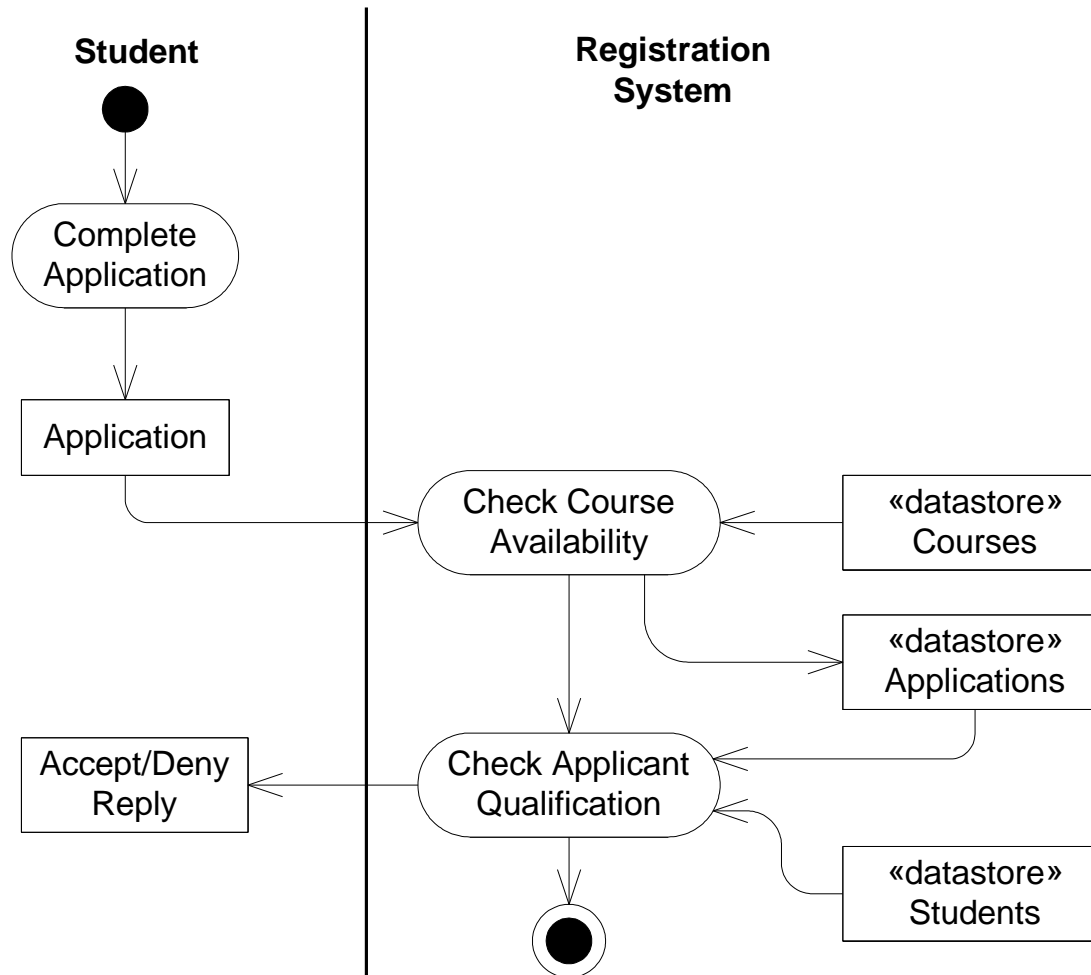 Student
Registration
System
Complete
Application
Application
Check Course
Availability
«datastore»
Courses
«datastore»
Applications
Accept/Deny
Reply
Check Applicant
Qualification
«datastore»
Students